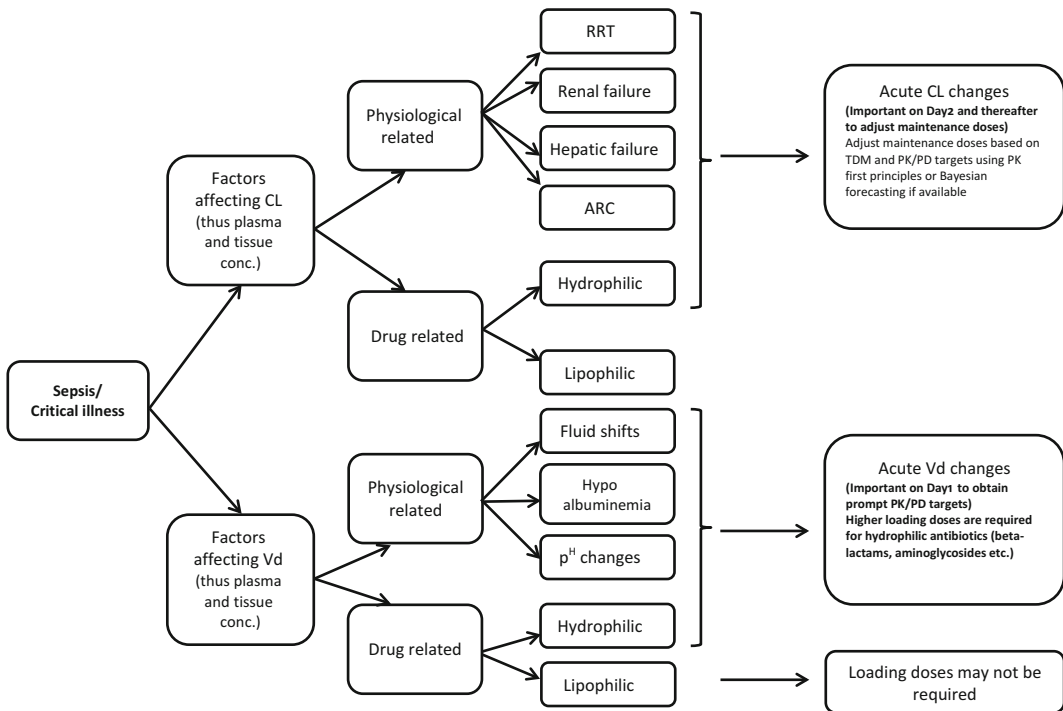 Sepsis/
Critical illness
Factors
affecting CL
(thus plasma
and tissue
conc.)
Physiological
related
RRT
Renal failure
Hepatic failure
ARC
Drug related
Hydrophilic
Lipophilic
Acute CL changes
(Important on Day2 and thereafter
to adjust maintenance doses)
Adjust maintenance doses based on
TDM and PK/PD targets using PK
first principles or Bayesian
forecasting if available
Factors
affecting Vd
(thus plasma
and tissue
conc.)
Physiological
related
Fluid shifts
Hypo
albuminemia
pᴴ changes
Drug related
Hydrophilic
Lipophilic
Acute Vd changes
(Important on Day1 to obtain
prompt PK/PD targets)
Higher loading doses are required
for hydrophilic antibiotics (beta-
lactams, aminoglycosides etc.)
Loading doses may not be
required